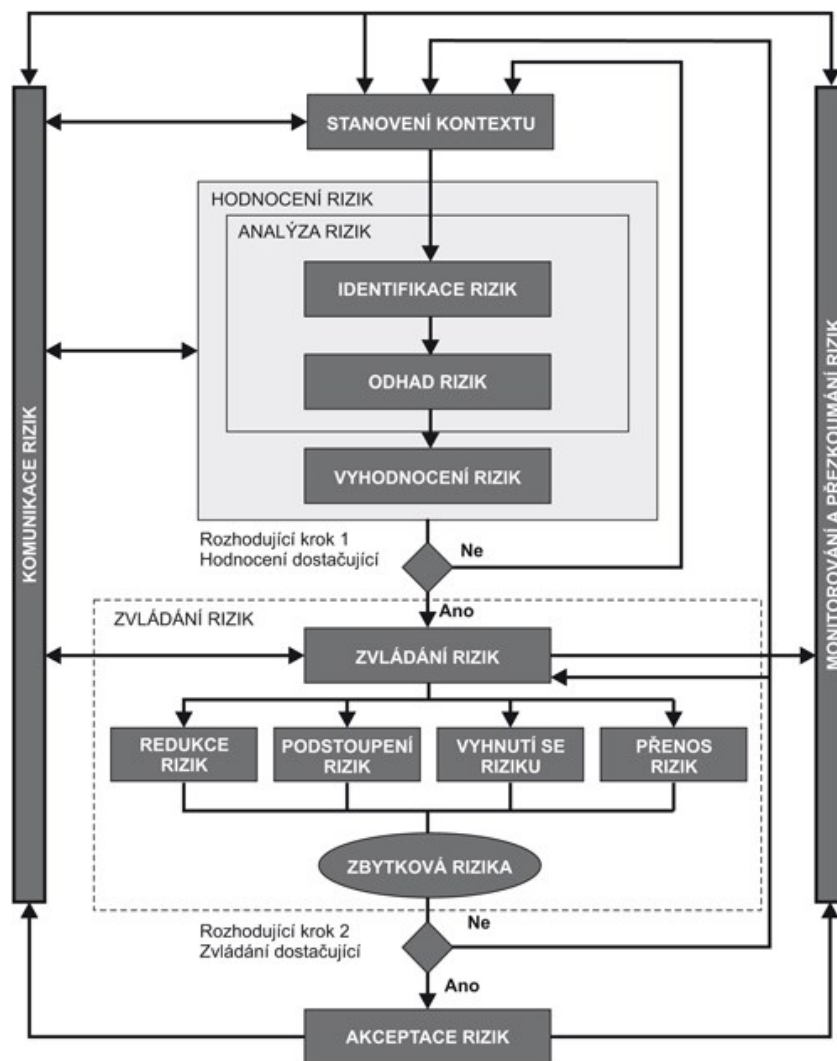 STANOVENÍ KONTEXTU
HODNOCENÍ RIZIK
ANALÝZA RIZIK
IDENTIFIKACE RIZIK
ODHAD RIZIK
VYHODNOCENÍ RIZIK
KOMUNIKACE RIZIK
MONITOROVÁNÍ A PŘEZKOUMÁNÍ RIZIK
Rozhodující krok 1
Hodnocení dostačující
Ne
Ano
ZVLÁDÁNÍ RIZIK
ZVLÁDÁNÍ RIZIK
REDUKCE
RIZIK
PODSTOUPENÍ
RIZIK
VYHNUTÍ SE
RIZIKU
PŘENOS
RIZIK
ZBYTKOVÁ RIZIKA
Rozhodující krok 2
Zvládání dostačující
Ne
Ano
AKCEPTACE RIZIK